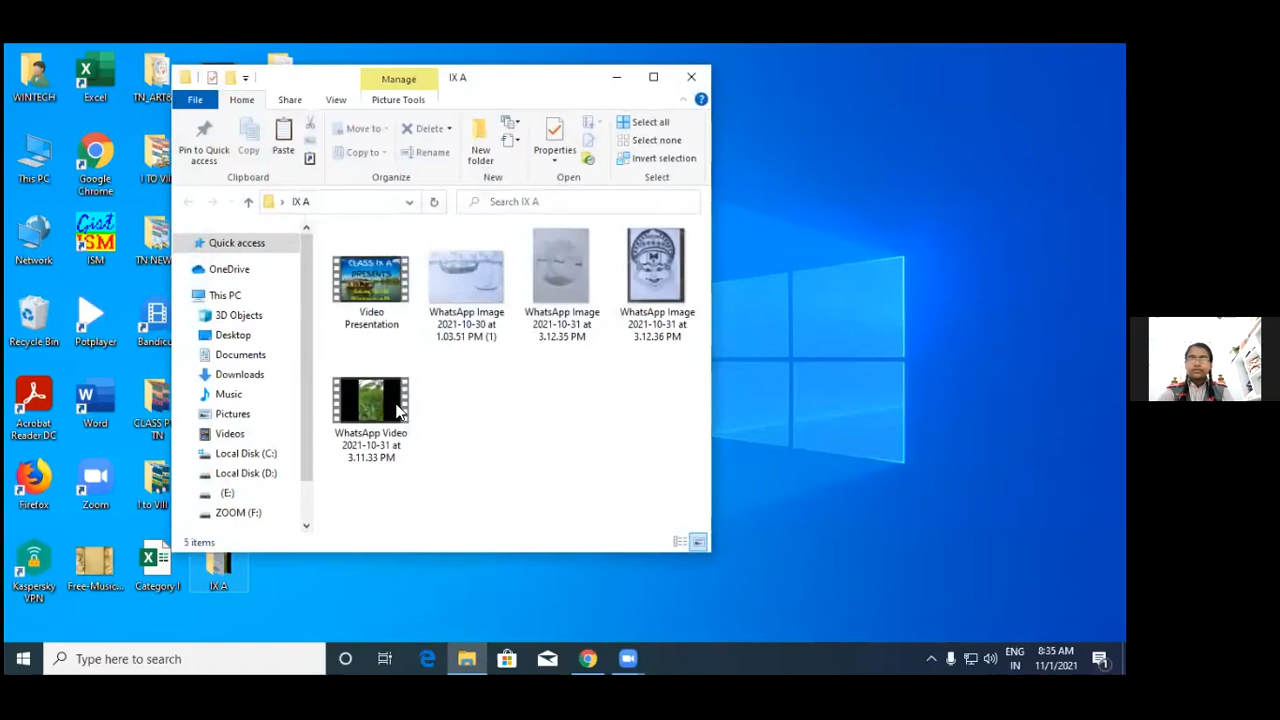 IX A
Manage
File
Home
Share
View
Picture Tools
Pin to Quick
access
Copy
Paste
Move to
Copy to
Delete
Rename
New
folder
Properties
Select all
Select none
Invert selection
Clipboard
Organize
New
Open
Select
IX A
Search IX A
Quick access
OneDrive
This PC
3D Objects
Desktop
Documents
Downloads
Music
Pictures
Videos
Local Disk (C:)
Local Disk (D:)
(E:)
ZOOM (F:)
CLASS IX A
PRESENTS
Video
Presentation
WhatsApp Image
2021-10-30 at
1.03.51 PM (1)
WhatsApp Image
2021-10-31 at
3.12.35 PM
WhatsApp Image
2021-10-31 at
3.12.36 PM
WhatsApp Video
2021-10-31 at
3.11.33 PM
5 items
WINTECH
Excel
This PC
Google
Chrome
I TO VIII
Network
Gist
ISM
ISM
TN NEW
Recycle Bin
Potplayer
Bandic
Acrobat
Reader DC
Word
CLASS P
TN
Firefox
Zoom
I to VIII
Kaspersky
VPN
Free-Music...
Category I
IX A
Type here to search
ENG
IN
8:35 AM
11/1/2021
1